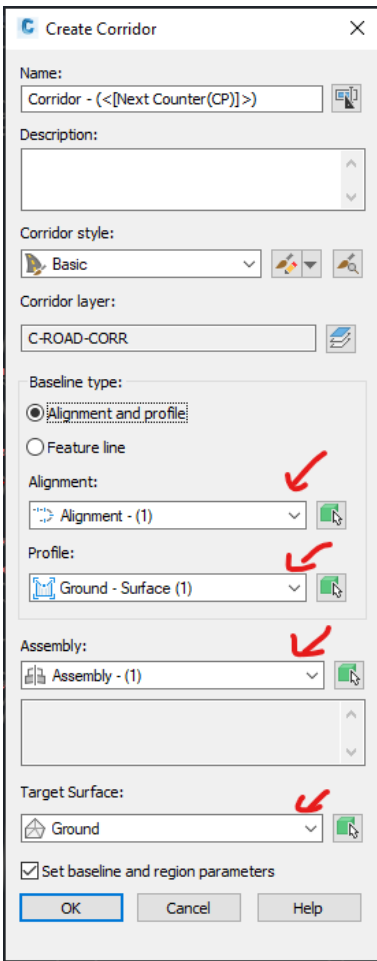 Create Corridor
Name:
Corridor - (<[Next Counter(CP)]>)
Description:
Corridor style:
Basic
Corridor layer:
C-ROAD-CORR
Baseline type:
Alignment and profile
Feature line
Alignment:
Alignment - (1)
Profile:
Ground - Surface (1)
Assembly:
Assembly - (1)
Target Surface:
Ground
Set baseline and region parameters
OK Cancel Help